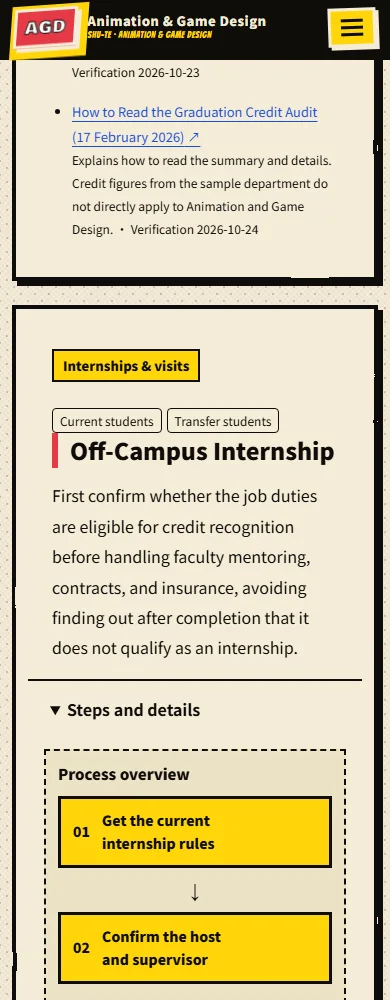 AGD
Animation & Game Design
SHU-TE · ANIMATION & GAME DESIGN
Verification 2026-10-23
• How to Read the Graduation Credit Audit
(17 February 2026) ↗
Explains how to read the summary and details.
Credit figures from the sample department do
not directly apply to Animation and Game
Design. · Verification 2026-10-24
Internships & visits
Current students
Transfer students
Off-Campus Internship
First confirm whether the job duties
are eligible for credit recognition
before handling faculty mentoring,
contracts, and insurance, avoiding
finding out after completion that it
does not qualify as an internship.
▼ Steps and details
Process overview
01 Get the current
internship rules
↓
02 Confirm the host
and supervisor